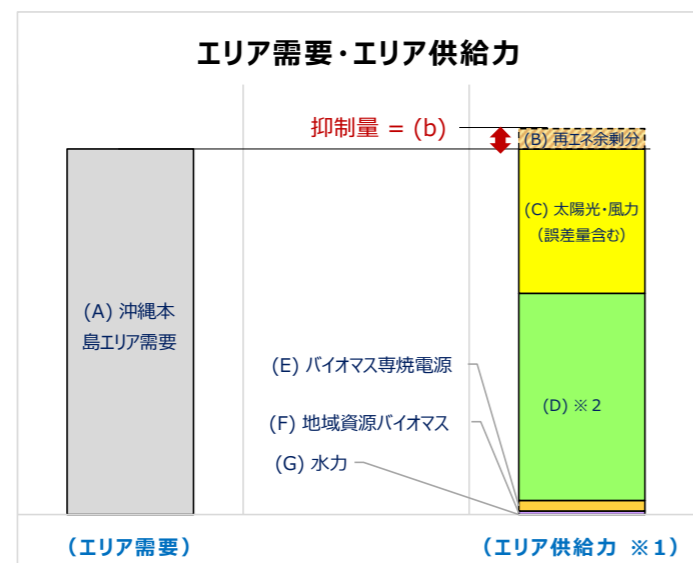 エリア需要・エリア供給力
抑制量 = (b)
(B) 再エネ余剰分
(C) 太陽光・風力
（誤差量含む）
(A) 沖縄本
島エリア需要
(E) バイオマス専焼電源
(D) ※２
(F) 地域資源バイオマス
(G) 水力
（エリア需要）
（エリア供給力 ※1）